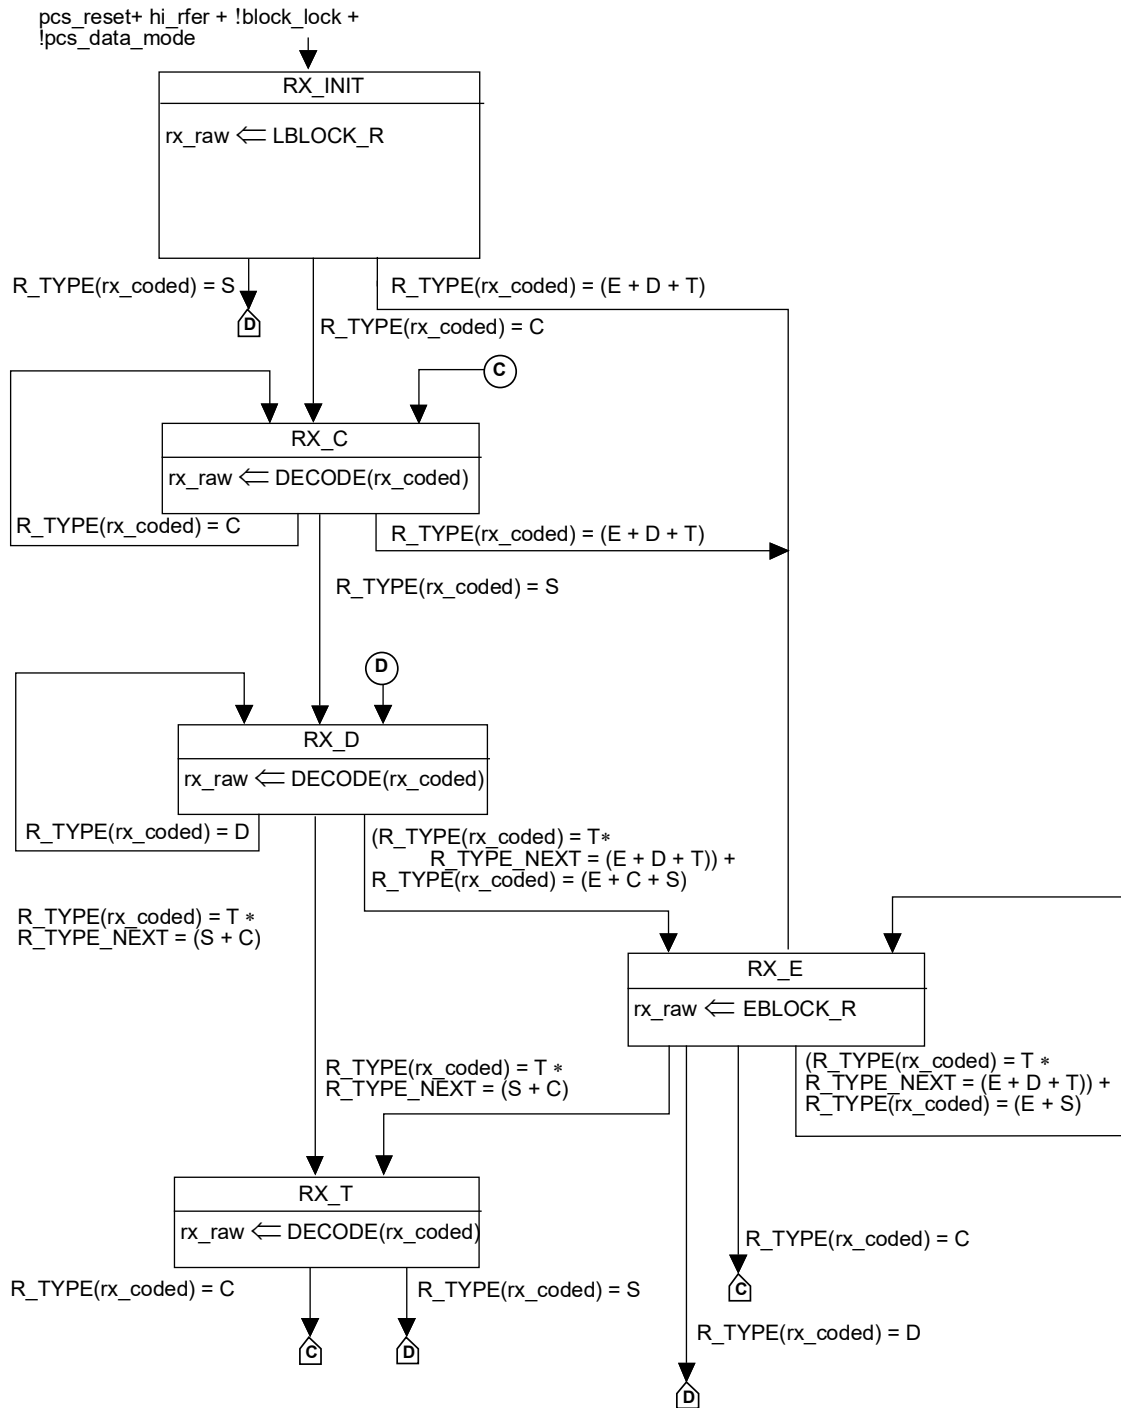 pcs_reset+ hi_rfer + !block_lock +
!pcs_data_mode
RX_INIT
rx_raw ⇐ LBLOCK_R
R_TYPE(rx_coded) = S
R_TYPE(rx_coded) = (E + D + T)
D
R_TYPE(rx_coded) = C
C
RX_C
rx_raw ⇐ DECODE(rx_coded)
R_TYPE(rx_coded) = C
R_TYPE(rx_coded) = (E + D + T)
R_TYPE(rx_coded) = S
D
RX_D
rx_raw ⇐ DECODE(rx_coded)
R_TYPE(rx_coded) = D
(R_TYPE(rx_coded) = T*
R_TYPE_NEXT = (E + D + T)) +
R_TYPE(rx_coded) = (E + C + S)
R_TYPE(rx_coded) = T *
R_TYPE_NEXT = (S + C)
RX_E
rx_raw ⇐ EBLOCK_R
R_TYPE(rx_coded) = T *
R_TYPE_NEXT = (S + C)
(R_TYPE(rx_coded) = T *
R_TYPE_NEXT = (E + D + T)) +
R_TYPE(rx_coded) = (E + S)
RX_T
rx_raw ⇐ DECODE(rx_coded)
R_TYPE(rx_coded) = C
R_TYPE(rx_coded) = C
R_TYPE(rx_coded) = S
C
R_TYPE(rx_coded) = D
C
D
D